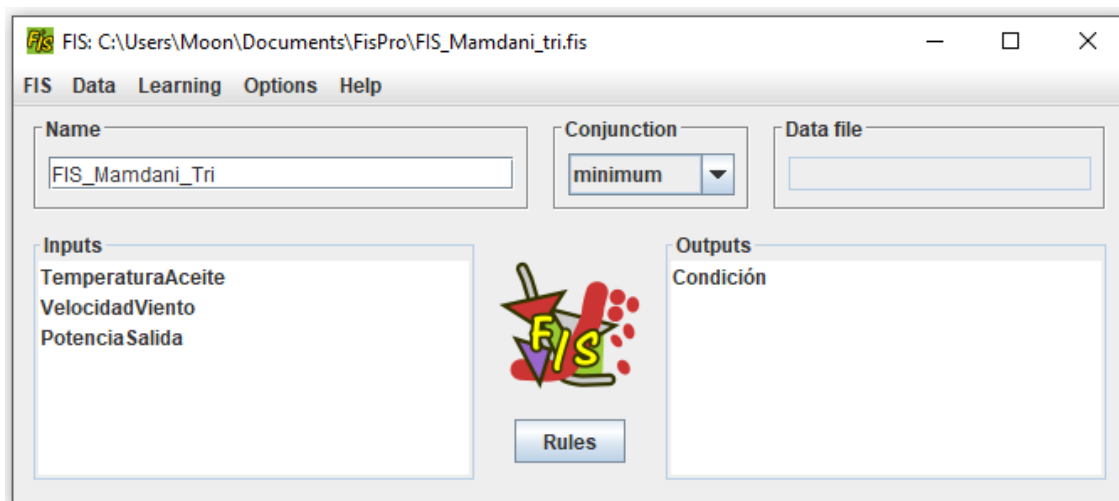 FIS: C:\Users\Moon\Documents\FisPro\FIS_Mamdani_tri.fis
FIS Data Learning Options Help
Name
FIS_Mamdani_Tri
Conjunction
minimum
Data file
Inputs
TemperaturaAceite
VelocidadViento
PotenciaSalida
FIS
Rules
Outputs
Condición